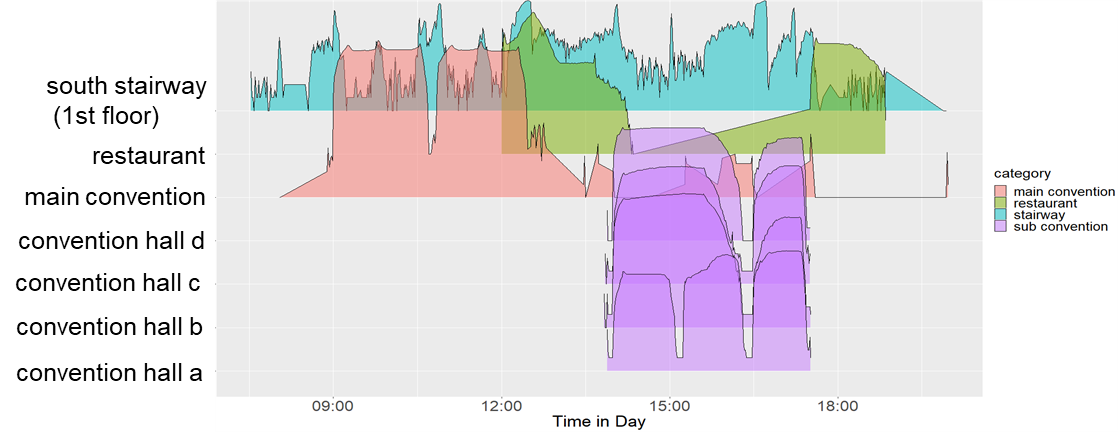 south stairway
(1st floor)
restaurant
main convention
convention hall d
convention hall c
convention hall b
convention hall a
09:00 12:00 15:00 18:00
Time in Day
category
main convention
restaurant
stairway
sub convention